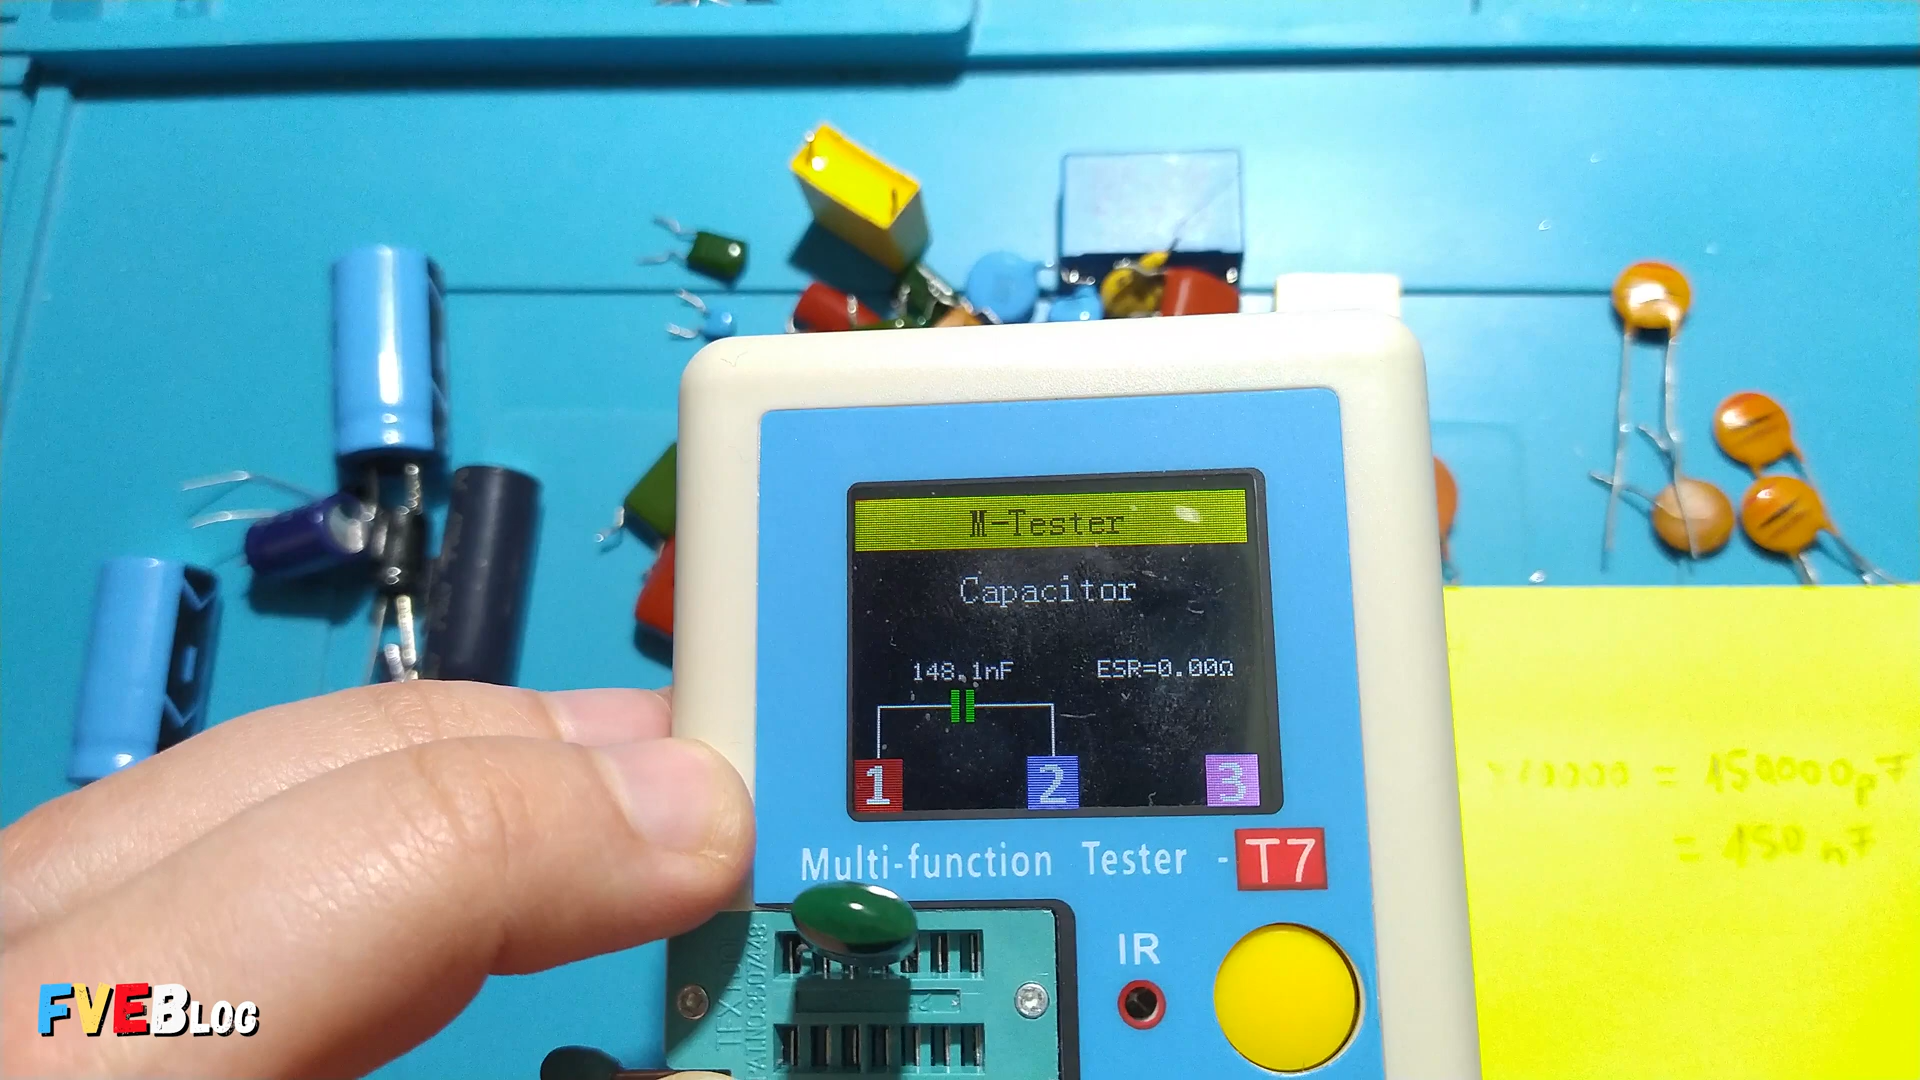 M-Tester
Capacitor
148.1nF ESR=0.00Ω
1 2 3
Multi-function Tester - T7
= 150000pF
= 150 nF
IR
FVEBLOG